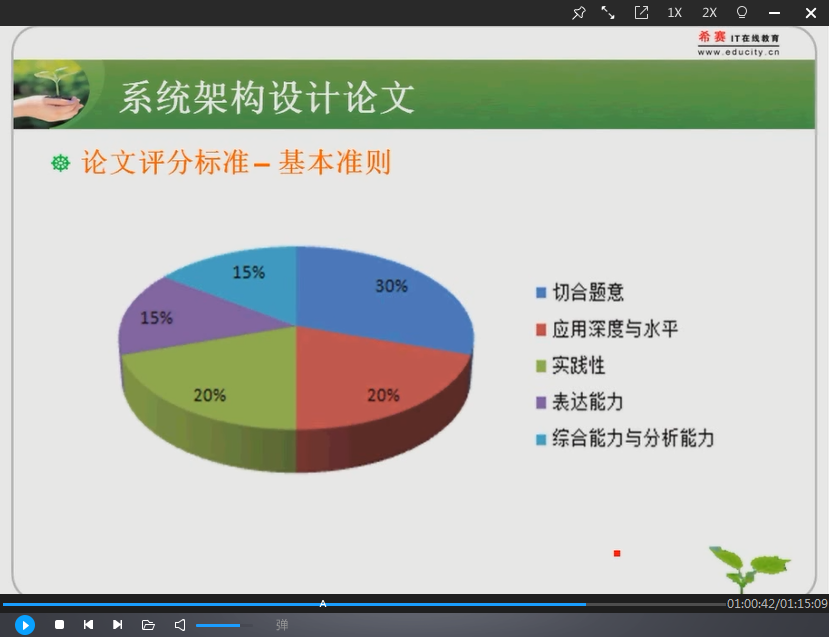 1X 2X
希赛 IT在线教育
www.educity.cn
系统架构设计论文
论文评分标准 – 基本准则
15%
30%
15%
20%
20%
切合题意
应用深度与水平
实践性
表达能力
综合能力与分析能力
A
01:00:42/01:15:09
弹